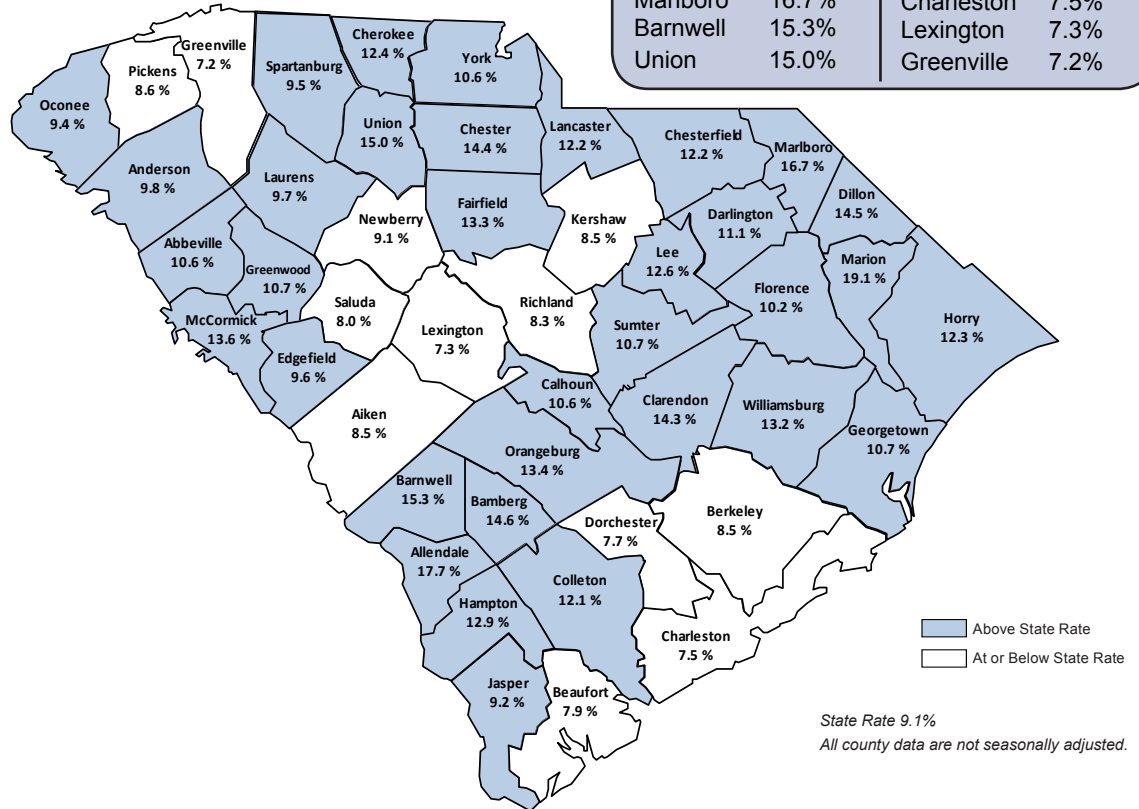 Marlboro 16.7% Charleston 7.5%
Barnwell 15.3% Lexington 7.3%
Union 15.0% Greenville 7.2%
Cherokee
12.4 %
Greenville
7.2 %
York
10.6 %
Pickens
8.6 %
Spartanburg
9.5 %
Oconee
9.4 %
Union
15.0 %
Chester
14.4 %
Lancaster
12.2 %
Chesterfield
12.2 %
Marlboro
16.7 %
Anderson
9.8 %
Laurens
9.7 %
Dillon
14.5 %
Fairfield
13.3 %
Newberry
9.1 %
Kershaw
8.5 %
Darlington
11.1 %
Abbeville
10.6 %
Lee
12.6 %
Marion
19.1 %
Greenwood
10.7 %
Florence
10.2 %
Saluda
8.0 %
Richland
8.3 %
Horry
12.3 %
McCormick
13.6 %
Lexington
7.3 %
Sumter
10.7 %
Edgefield
9.6 %
Calhoun
10.6 %
Clarendon
14.3 %
Williamsburg
13.2 %
Aiken
8.5 %
Georgetown
10.7 %
Orangeburg
13.4 %
Barnwell
15.3 %
Bamberg
14.6 %
Berkeley
8.5 %
Dorchester
7.7 %
Allendale
17.7 %
Colleton
12.1 %
Hampton
12.9 %
Charleston
7.5 %
Jasper
9.2 %
Beaufort
7.9 %
Above State Rate
At or Below State Rate
State Rate 9.1%
All county data are not seasonally adjusted.